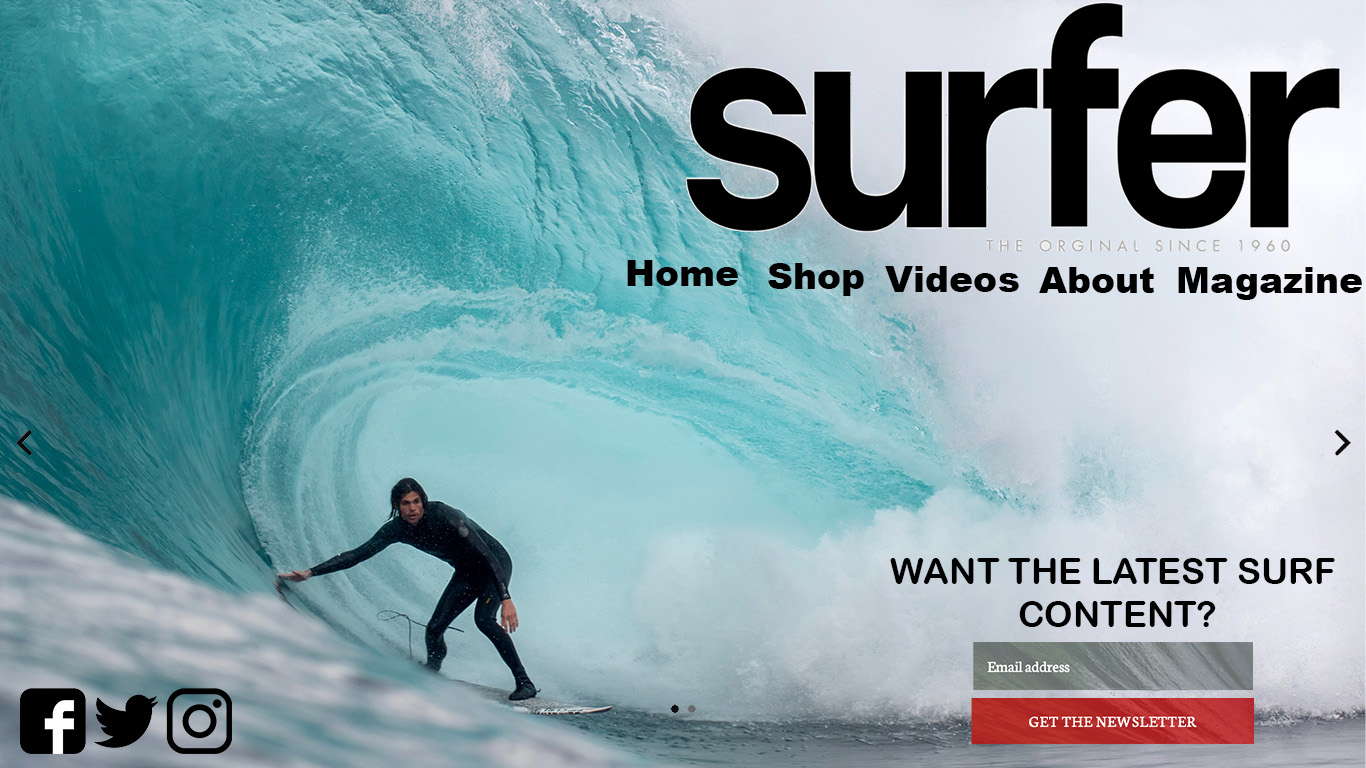 surfer
THE ORGINAL SINCE 1960
Home Shop Videos About Magazine
WANT THE LATEST SURF
CONTENT?
Email address
GET THE NEWSLETTER